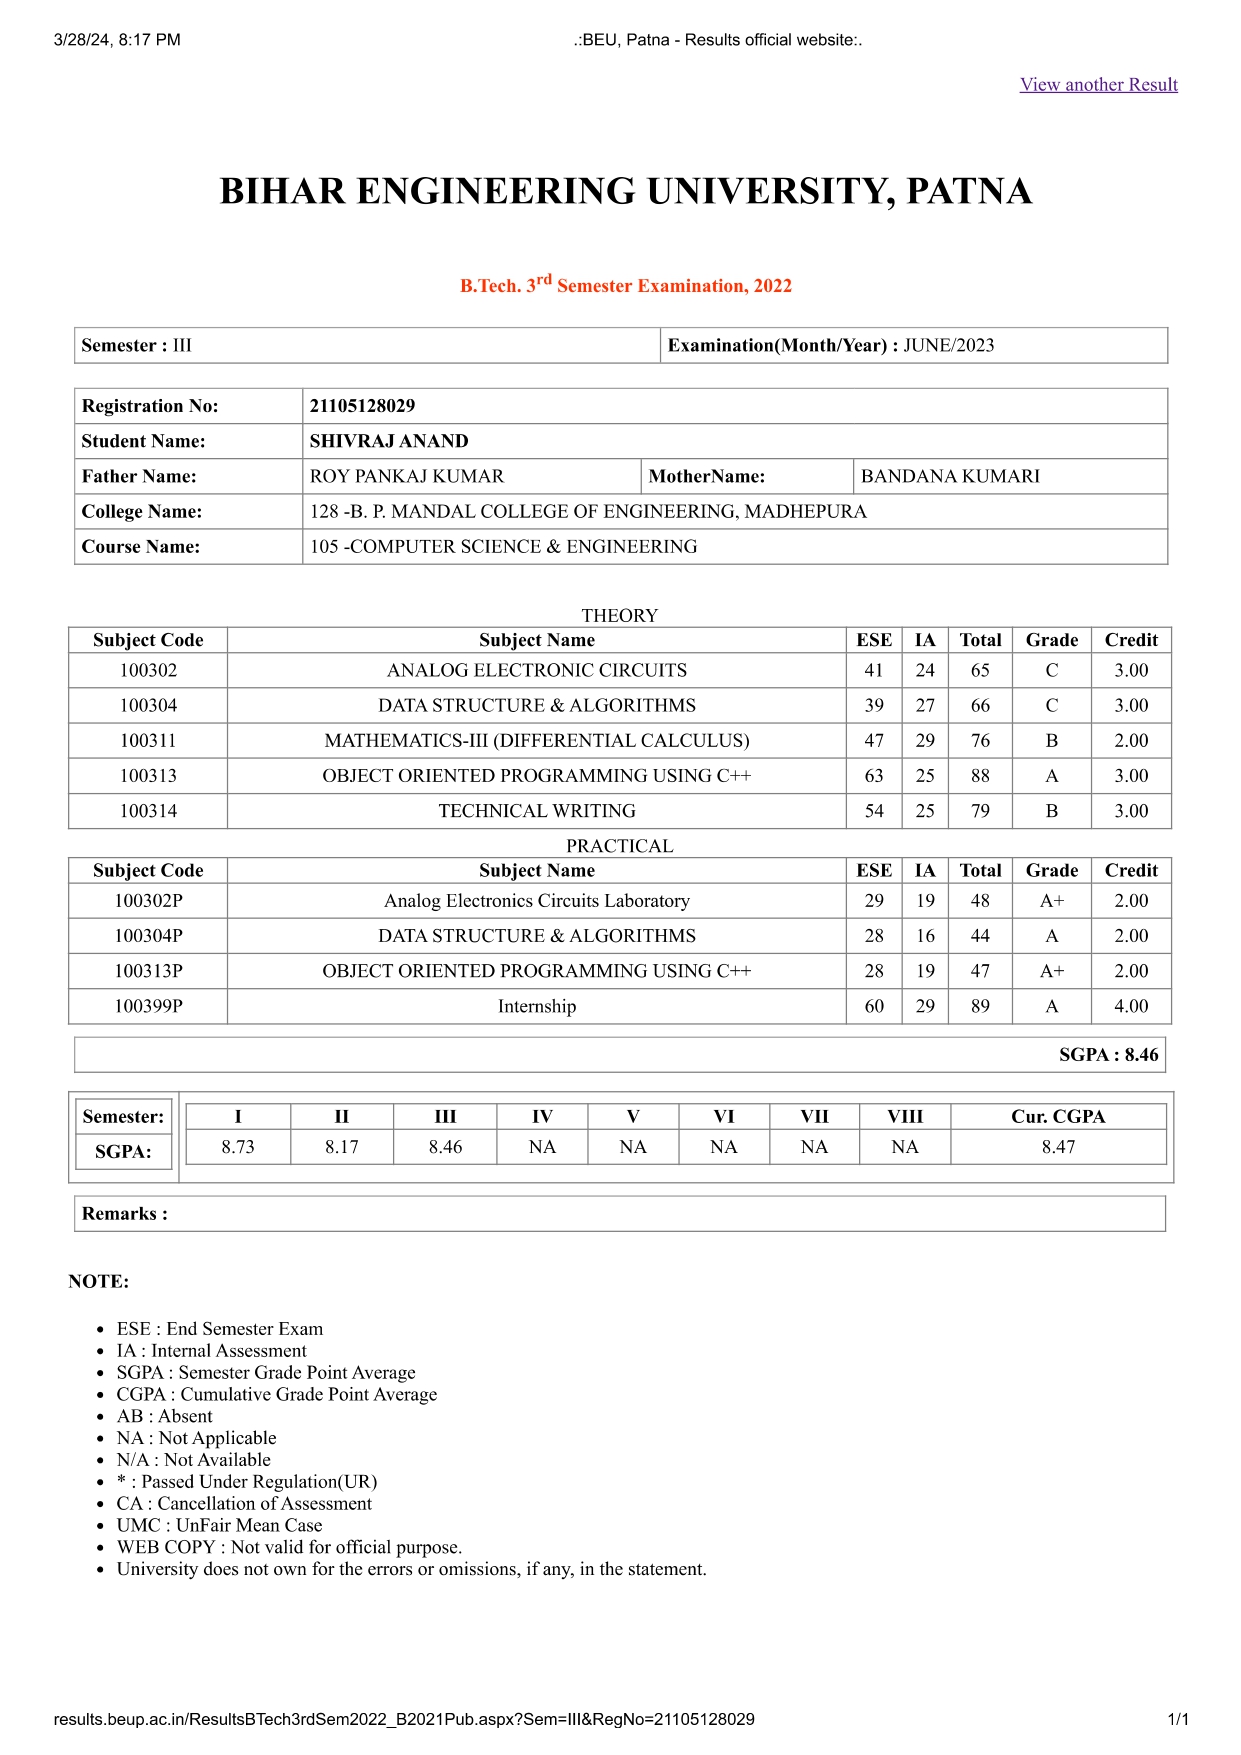 3/28/24, 8:17 PM .:BEU, Patna - Results official website:.
View another Result
BIHAR ENGINEERING UNIVERSITY, PATNA
B.Tech. 3rd Semester Examination, 2022
Semester : III Examination(Month/Year) : JUNE/2023
Registration No: 21105128029
Student Name: SHIVRAJ ANAND
Father Name: ROY PANKAJ KUMAR MotherName: BANDANA KUMARI
College Name: 128 -B. P. MANDAL COLLEGE OF ENGINEERING, MADHEPURA
Course Name: 105 -COMPUTER SCIENCE & ENGINEERING
THEORY
Subject Code Subject Name ESE IA Total Grade Credit
100302 ANALOG ELECTRONIC CIRCUITS 41 24 65 C 3.00
100304 DATA STRUCTURE & ALGORITHMS 39 27 66 C 3.00
100311 MATHEMATICS-III (DIFFERENTIAL CALCULUS) 47 29 76 B 2.00
100313 OBJECT ORIENTED PROGRAMMING USING C++ 63 25 88 A 3.00
100314 TECHNICAL WRITING 54 25 79 B 3.00
PRACTICAL
Subject Code Subject Name ESE IA Total Grade Credit
100302P Analog Electronics Circuits Laboratory 29 19 48 A+ 2.00
100304P DATA STRUCTURE & ALGORITHMS 28 16 44 A 2.00
100313P OBJECT ORIENTED PROGRAMMING USING C++ 28 19 47 A+ 2.00
100399P Internship 60 29 89 A 4.00
SGPA : 8.46
Semester: I II III IV V VI VII VIII Cur. CGPA
SGPA: 8.73 8.17 8.46 NA NA NA NA NA 8.47
Remarks :
NOTE:
• ESE : End Semester Exam
• IA : Internal Assessment
• SGPA : Semester Grade Point Average
• CGPA : Cumulative Grade Point Average
• AB : Absent
• NA : Not Applicable
• N/A : Not Available
• * : Passed Under Regulation(UR)
• CA : Cancellation of Assessment
• UMC : UnFair Mean Case
• WEB COPY : Not valid for official purpose.
• University does not own for the errors or omissions, if any, in the statement.
results.beup.ac.in/ResultsBTech3rdSem2022_B2021Pub.aspx?Sem=III&RegNo=21105128029 1/1